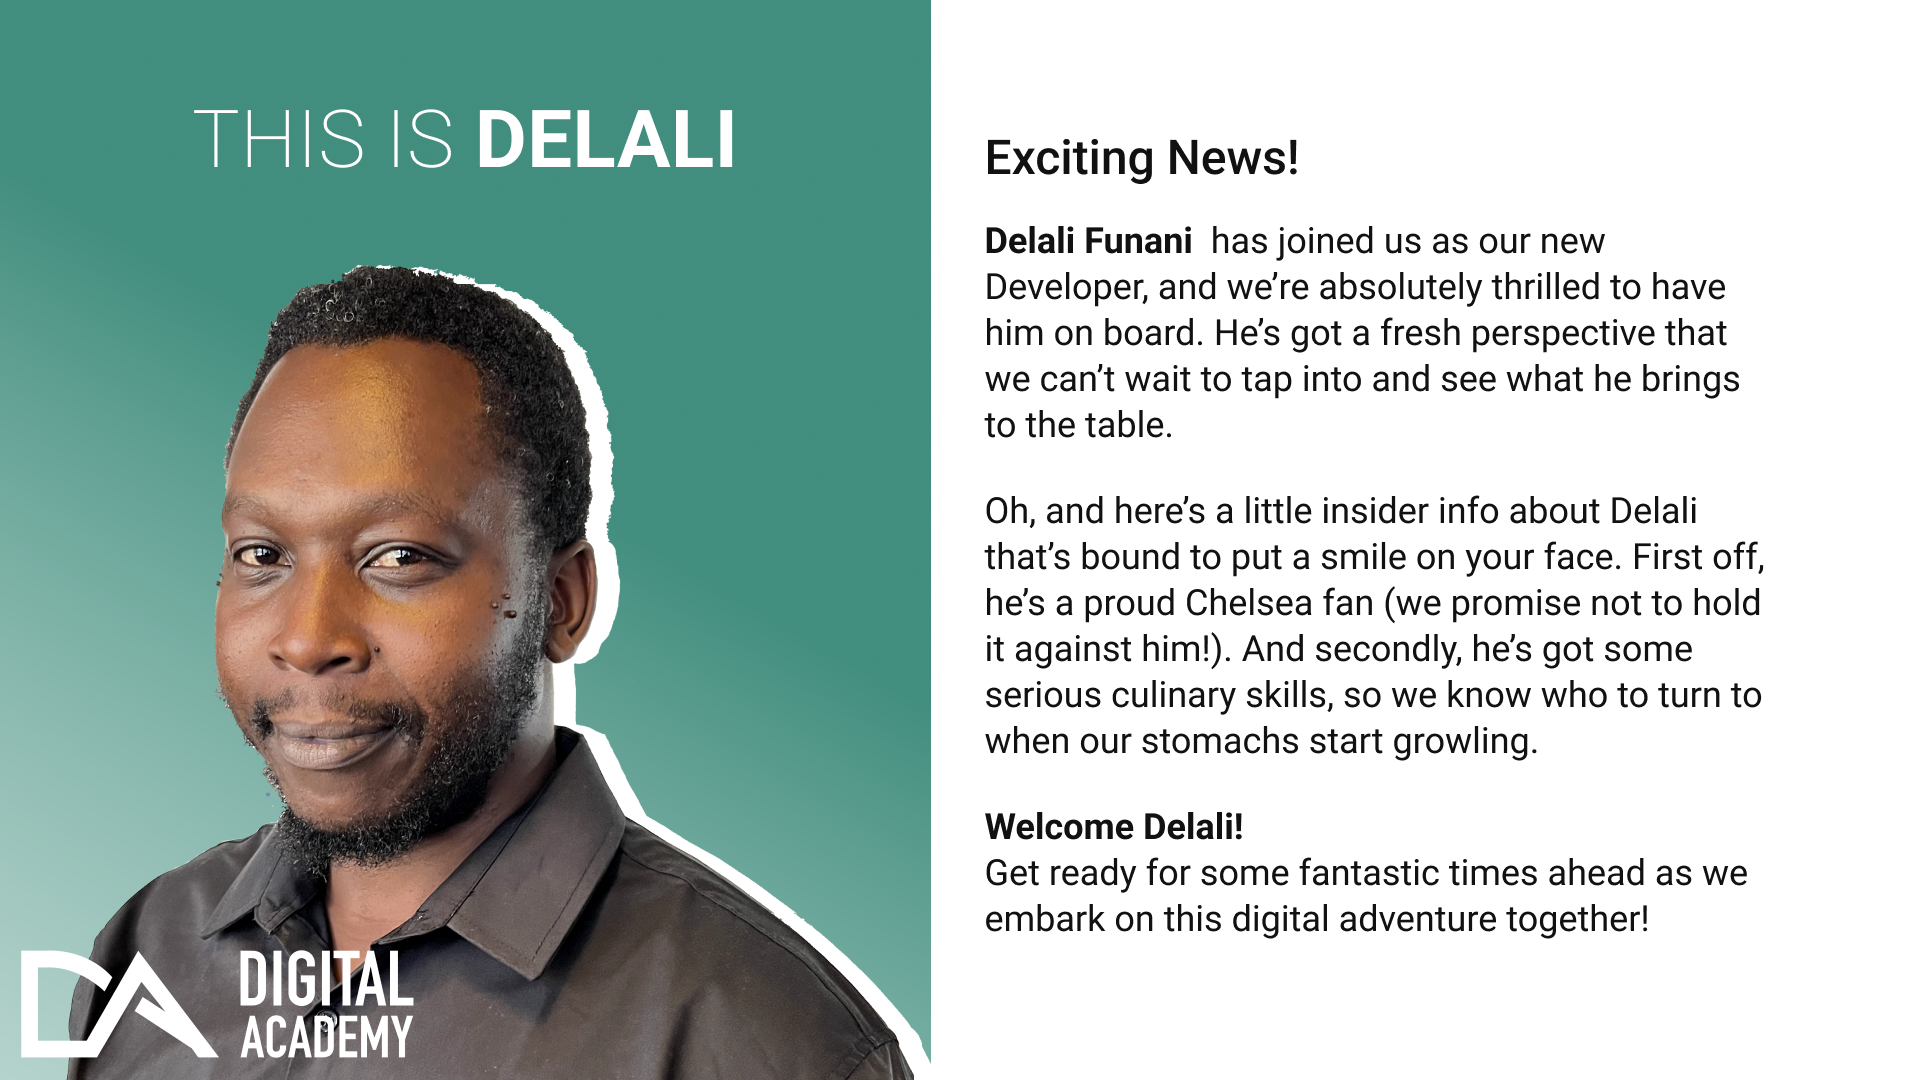 THIS IS DELALI
DIGITAL
ACADEMY
Exciting News!
Delali Funani  has joined us as our new
Developer, and we’re absolutely thrilled to have
him on board. He’s got a fresh perspective that
we can’t wait to tap into and see what he brings
to the table.
Oh, and here’s a little insider info about Delali
that’s bound to put a smile on your face. First off,
he’s a proud Chelsea fan (we promise not to hold
it against him!). And secondly, he’s got some
serious culinary skills, so we know who to turn to
when our stomachs start growling.
Welcome Delali!
Get ready for some fantastic times ahead as we
embark on this digital adventure together!